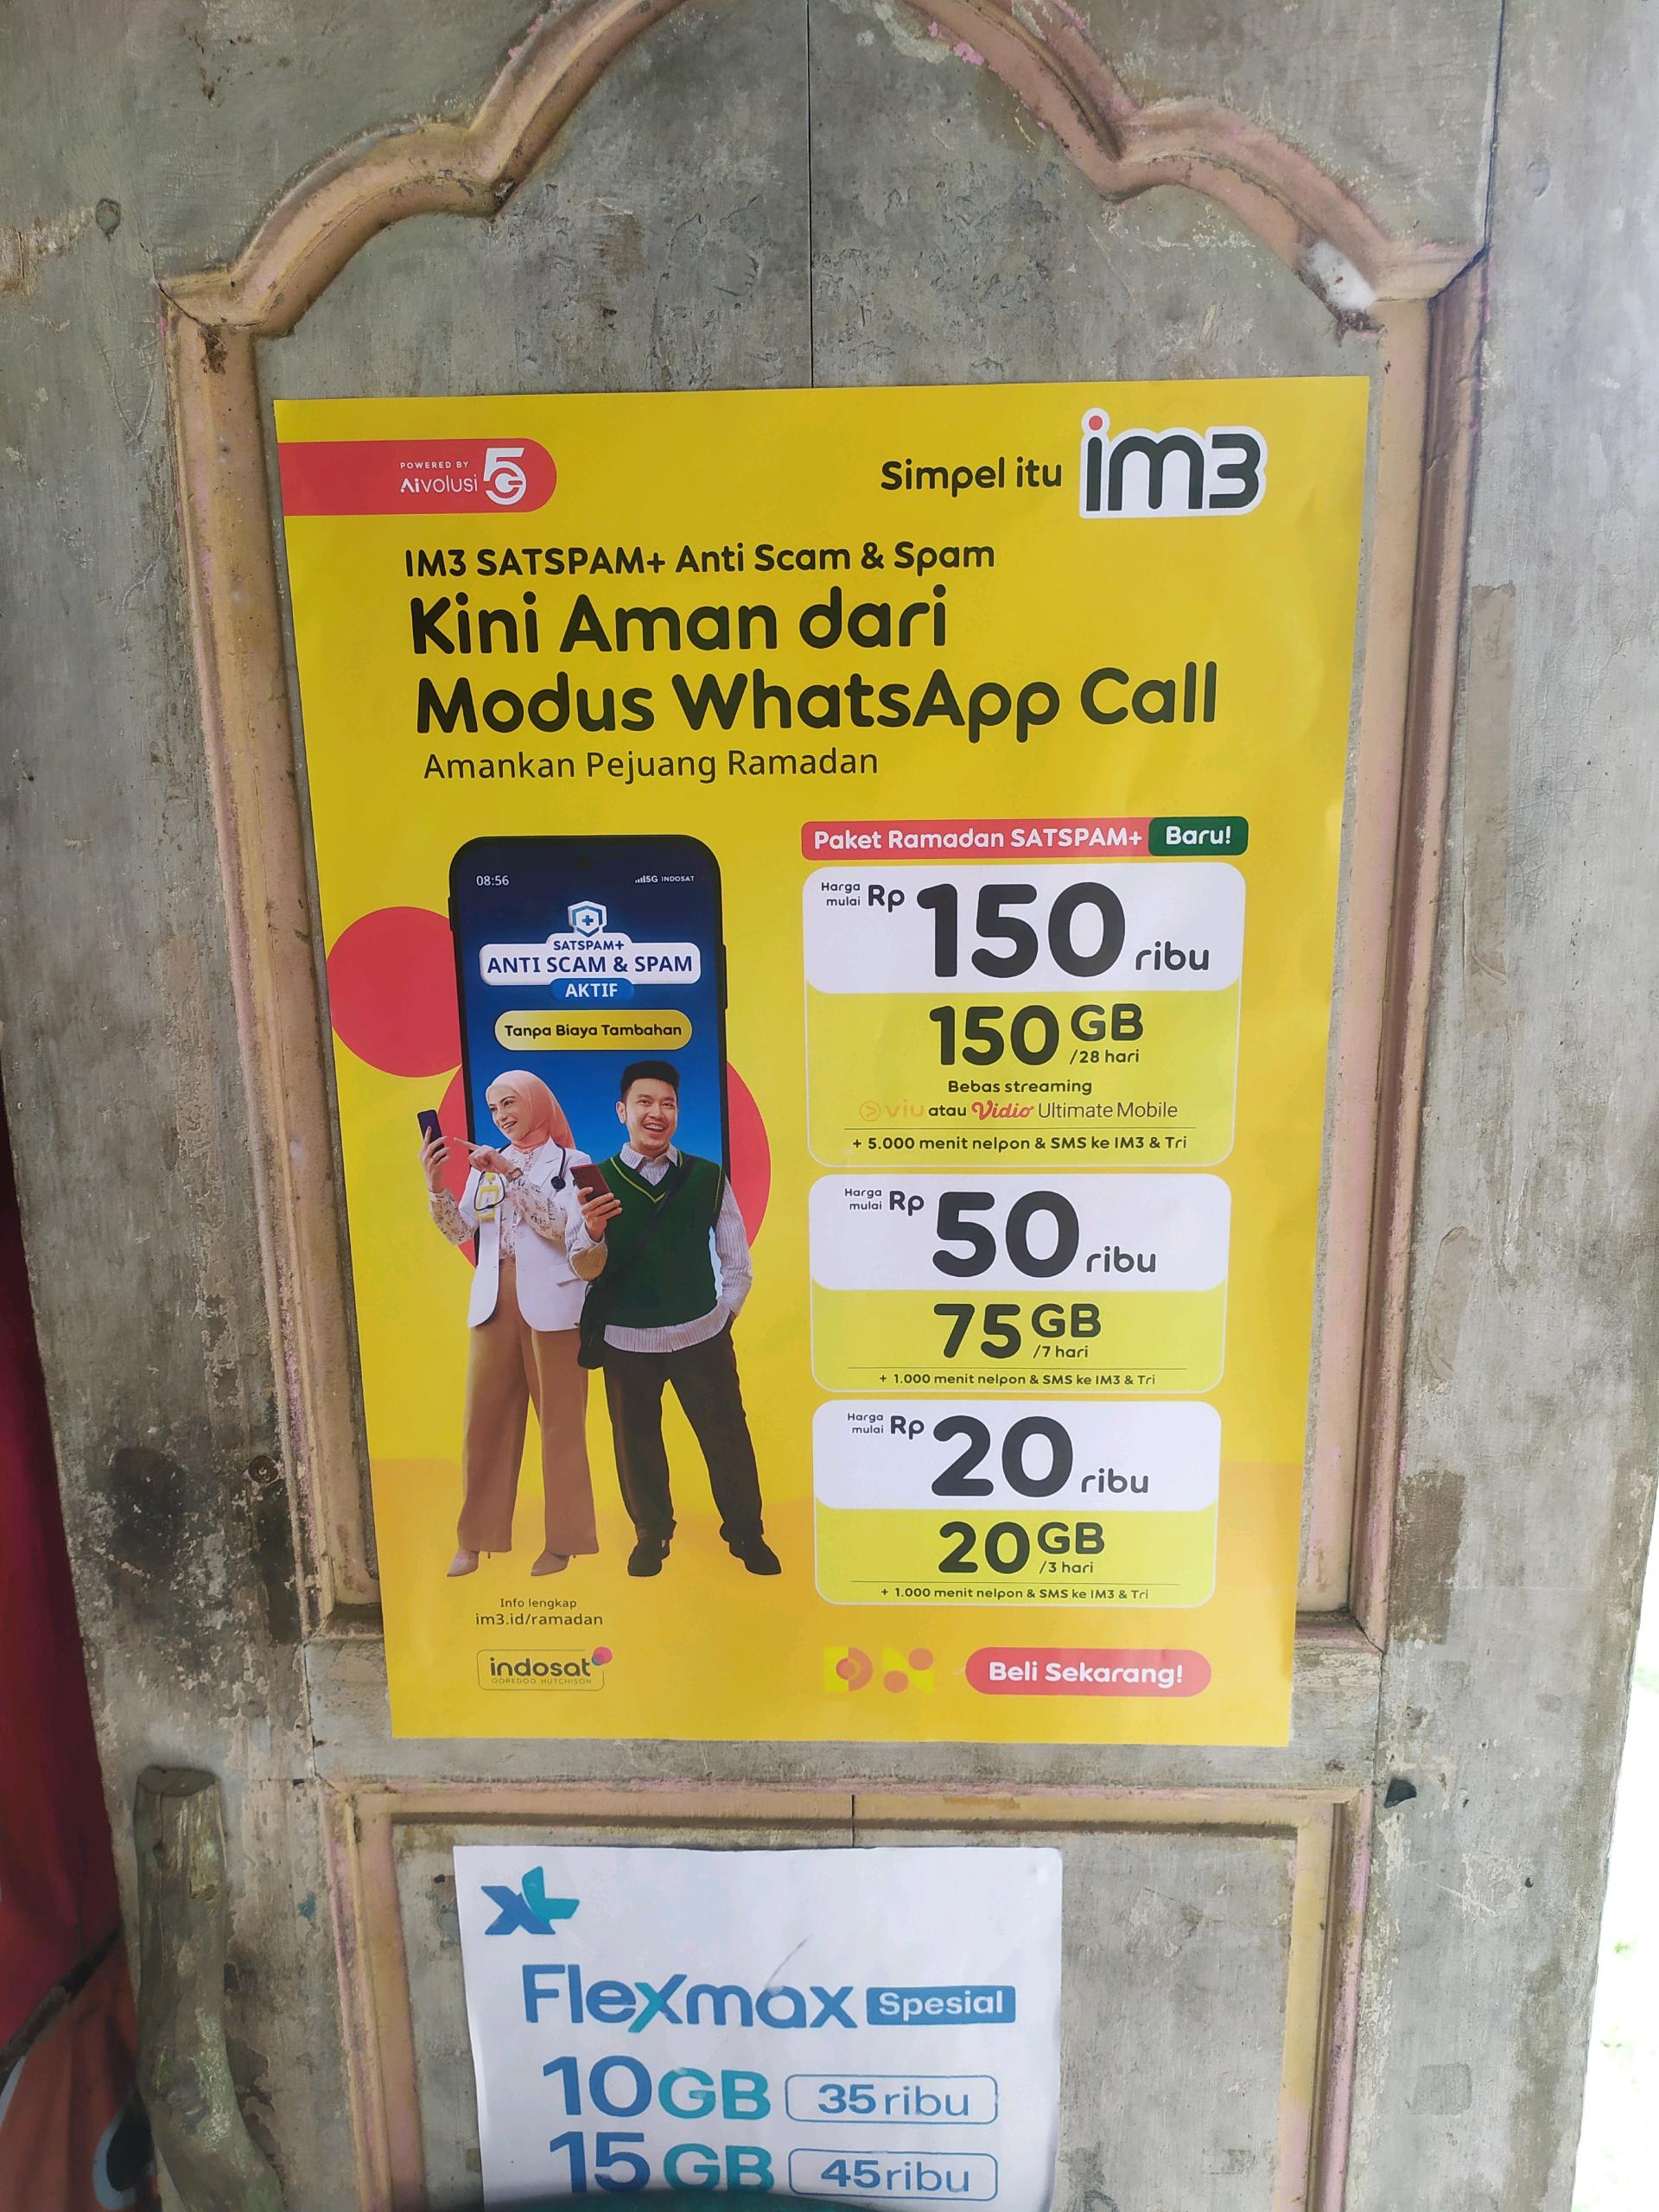 POWERED BY
AIvolusi 5G
Simpel itu im3
IM3 SATSPAM+ Anti Scam & Spam
Kini Aman dari
Modus WhatsApp Call
Amankan Pejuang Ramadan
08:56
5G INDOSAT
SATSPAM+
ANTI SCAM & SPAM
AKTIF
Tanpa Biaya Tambahan
Info lengkap
im3.id/ramadan
indosat
OOREDOO HUTCHISON
Paket Ramadan SATSPAM+ Baru!
Harga mulai Rp 150 ribu
150 GB /28 hari
Bebas streaming
viu atau Vidio Ultimate Mobile
+ 5.000 menit nelpon & SMS ke IM3 & Tri
Harga mulai Rp 50 ribu
75 GB /7 hari
+ 1.000 menit nelpon & SMS ke IM3 & Tri
Harga mulai Rp 20 ribu
20 GB /3 hari
+ 1.000 menit nelpon & SMS ke IM3 & Tri
Beli Sekarang!
XL
Flexmax Spesial
10GB 35ribu
15GB 45ribu